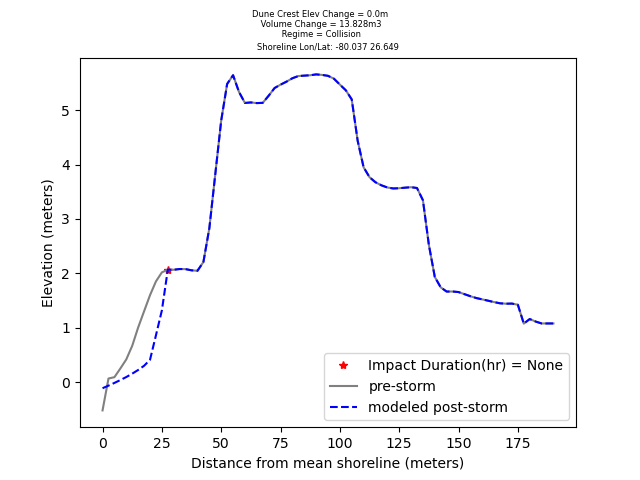 Dune Crest Elev Change = 0.0m
Volume Change = 13.828m3
Regime = Collision
Shoreline Lon/Lat: -80.037 26.649
Elevation (meters)
5
4
3
2
1
0
Impact Duration(hr) = None
pre-storm
modeled post-storm
0 25 50 75 100 125 150 175
Distance from mean shoreline (meters)